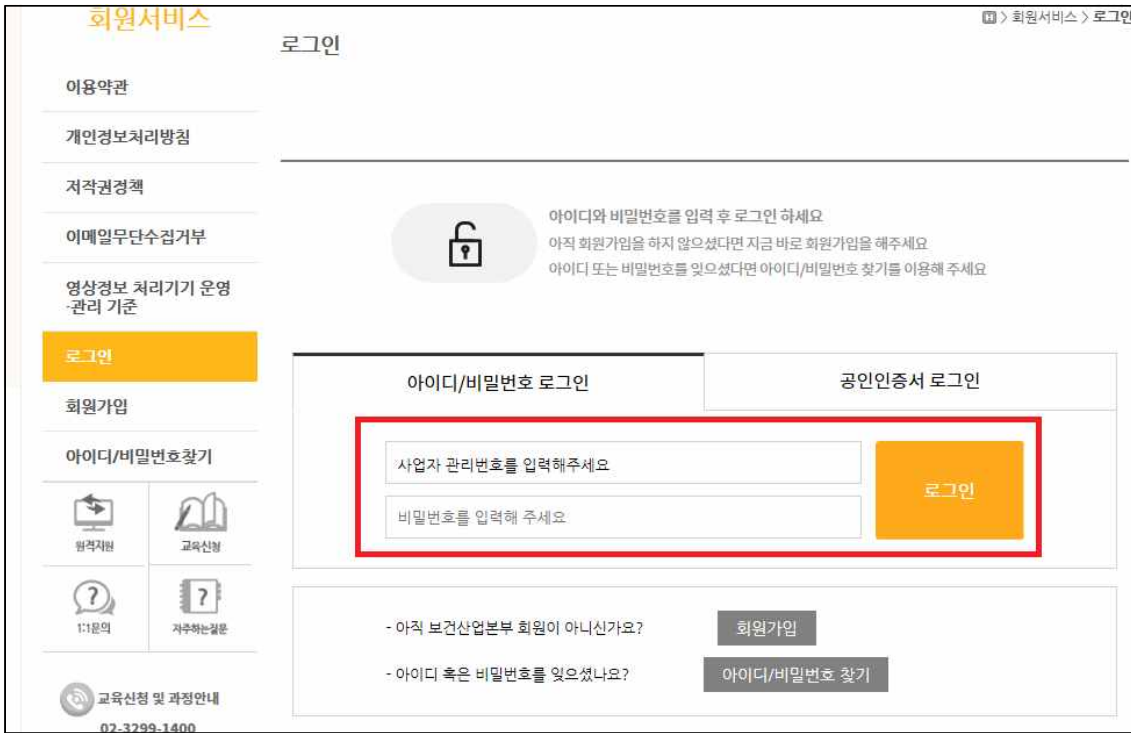 회원서비스
이용약관
개인정보처리방침
저작권정책
이메일무단수집거부
영상정보 처리기기 운영
·관리 기준
로그인
회원가입
아이디/비밀번호찾기
원격지원
교육신청
1:1문의
자주하는질문
교육신청 및 과정안내
02-3299-1400
H > 회원서비스 > 로그인
로그인
아이디와 비밀번호를 입력 후 로그인 하세요
아직 회원가입을 하지 않으셨다면 지금 바로 회원가입을 해주세요
아이디 또는 비밀번호를 잊으셨다면 아이디/비밀번호 찾기를 이용해 주세요
아이디/비밀번호 로그인
공인인증서 로그인
사업자 관리번호를 입력해주세요
비밀번호를 입력해 주세요
로그인
- 아직 보건산업본부 회원이 아니신가요?
회원가입
- 아이디 혹은 비밀번호를 잊으셨나요?
아이디/비밀번호 찾기